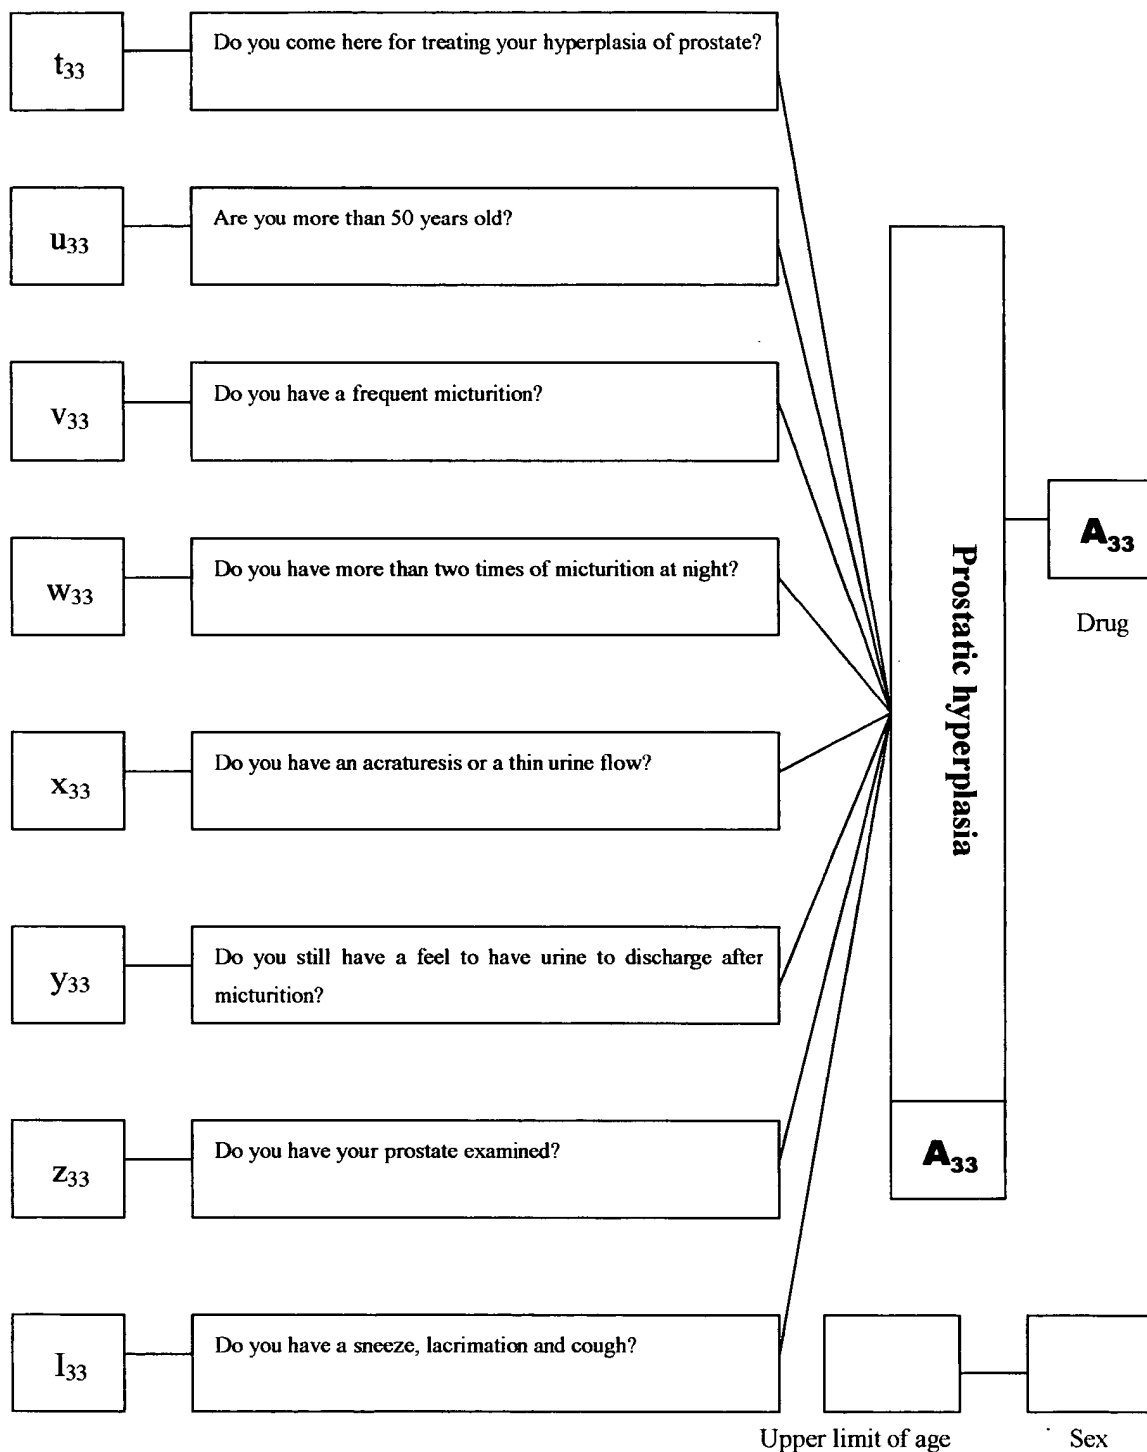 t33
Do you come here for treating your hyperplasia of prostate?
u33
Are you more than 50 years old?
v33
Do you have a frequent micturition?
w33
Do you have more than two times of micturition at night?
x33
Do you have an acraturesis or a thin urine flow?
y33
Do you still have a feel to have urine to discharge after
micturition?
z33
Do you have your prostate examined?
I33
Do you have a sneeze, lacrimation and cough?
Prostatic hyperplasia
A33
A33
Drug
Upper limit of age
Sex